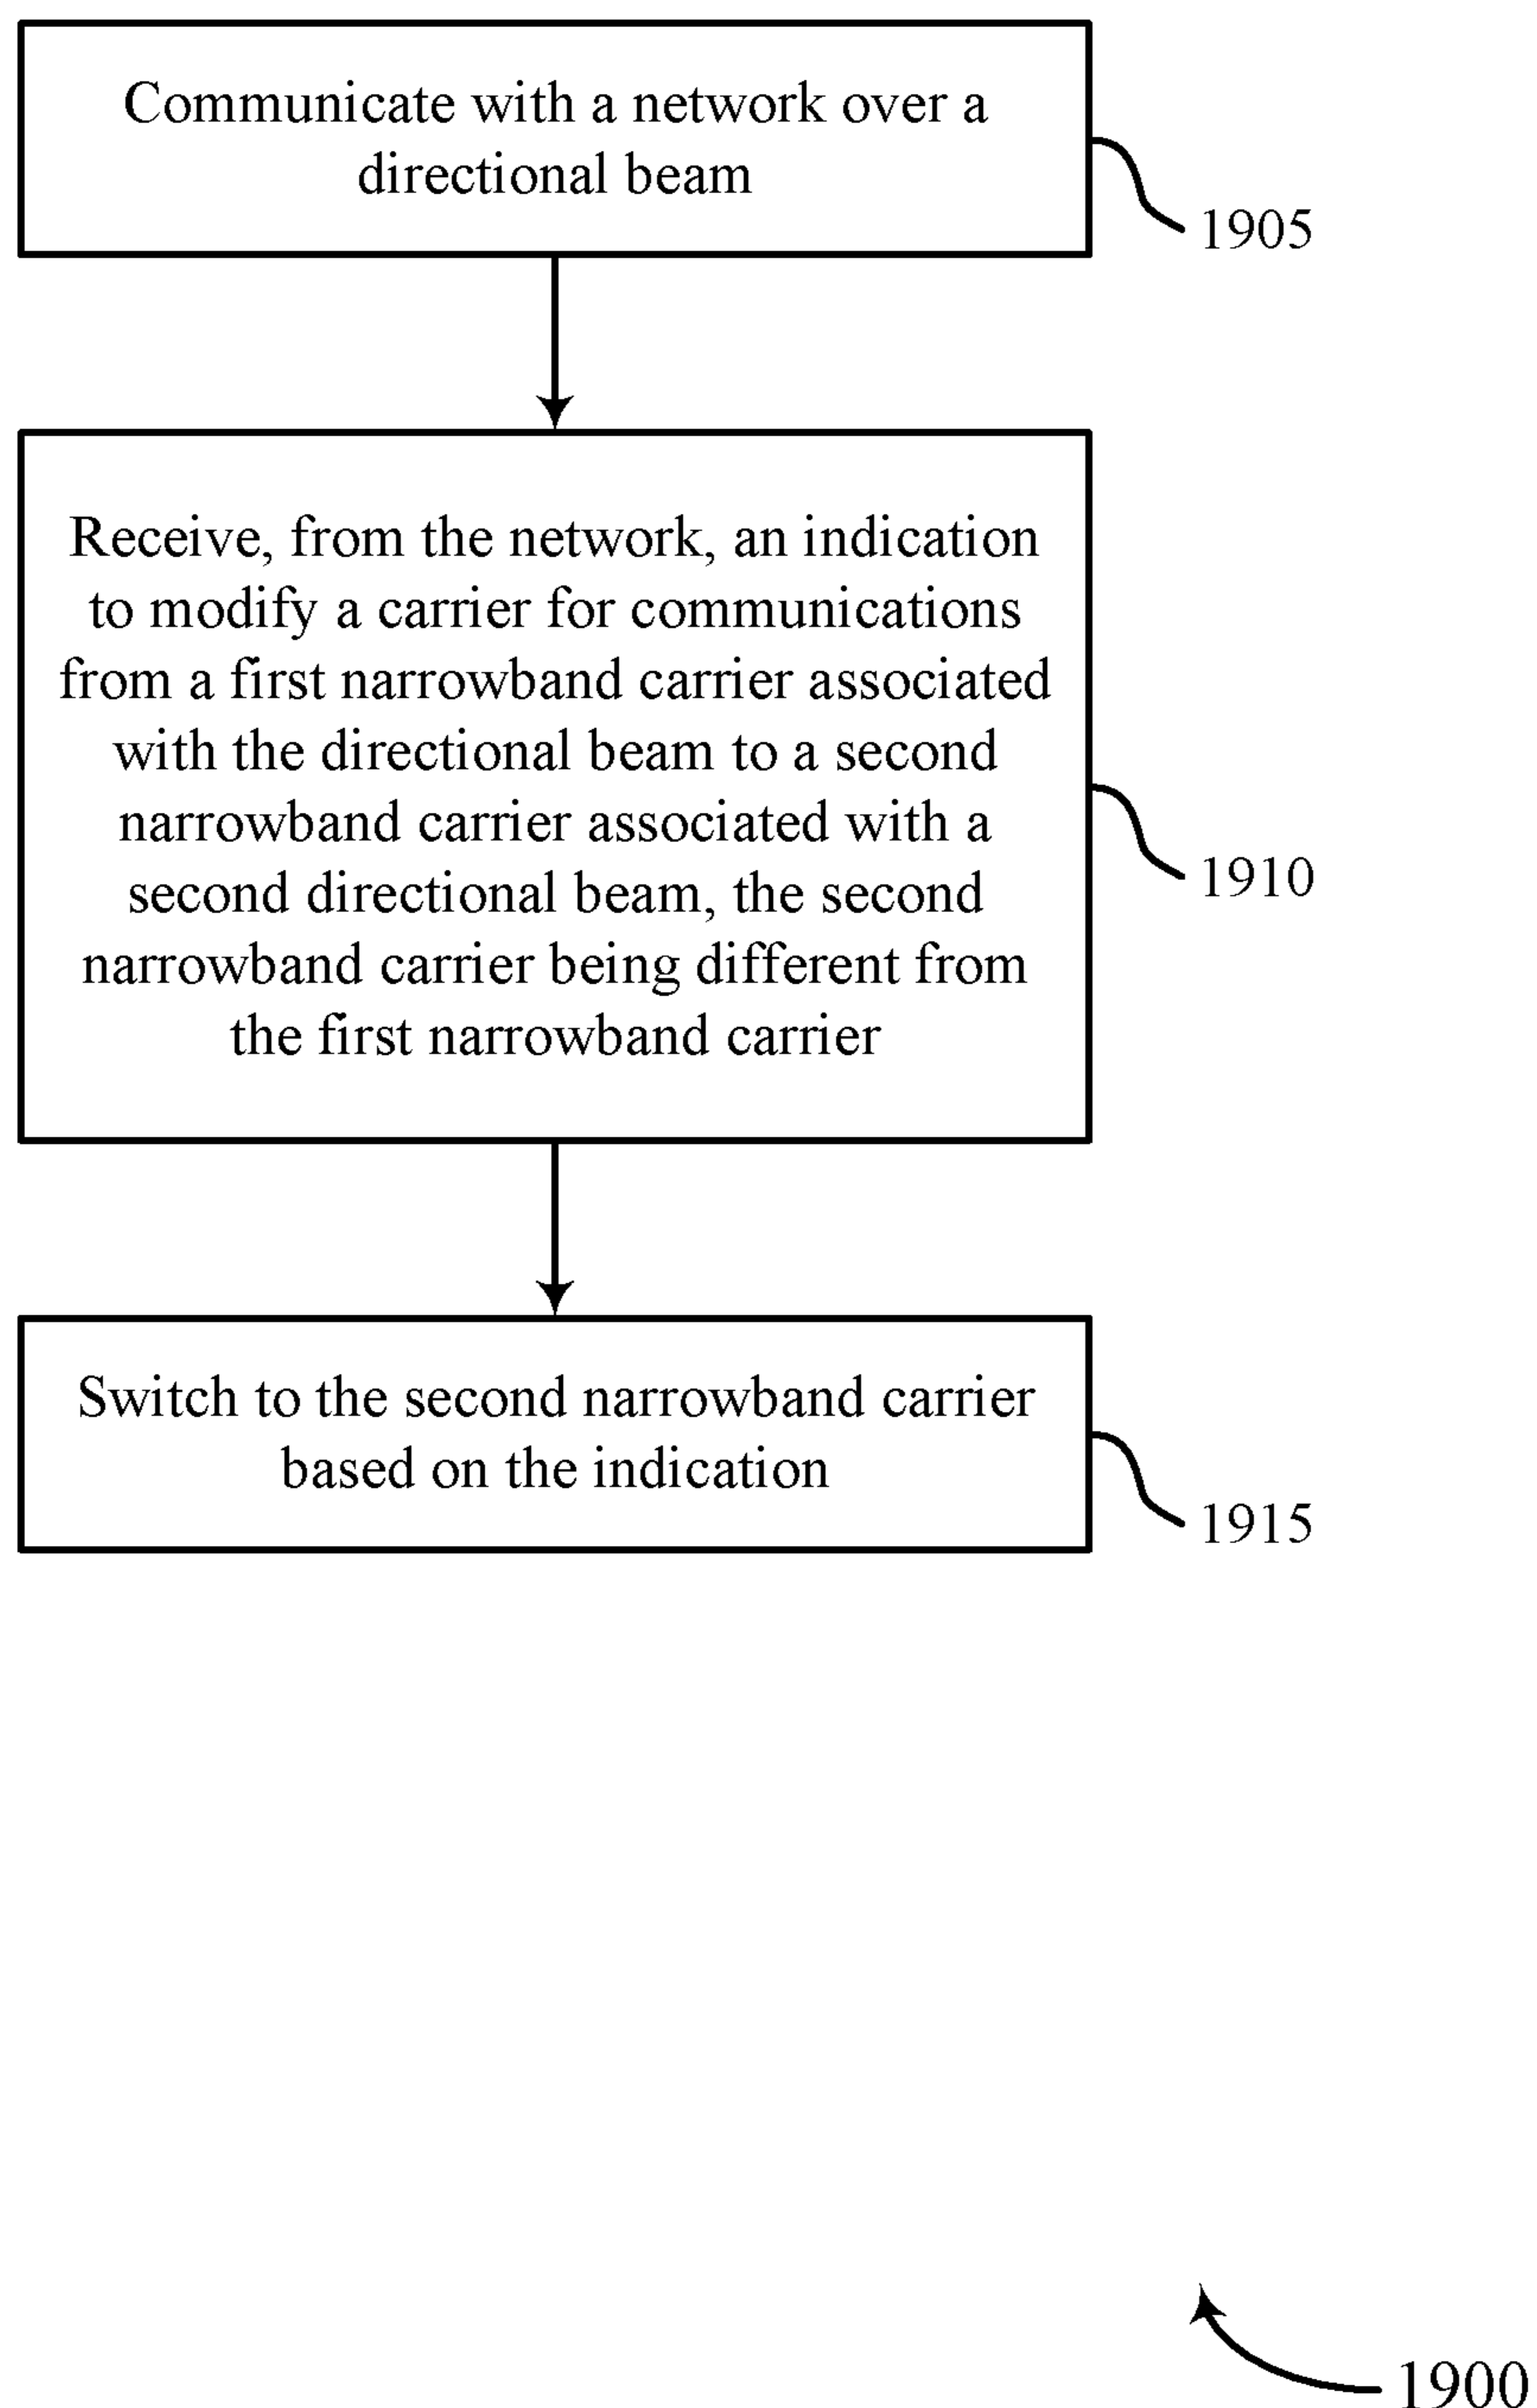 Communicate with a network over a
directional beam
1905
Receive, from the network, an indication
to modify a carrier for communications
from a first narrowband carrier associated
with the directional beam to a second
narrowband carrier associated with a
second directional beam, the second
narrowband carrier being different from
the first narrowband carrier
1910
Switch to the second narrowband carrier
based on the indication
1915
1900